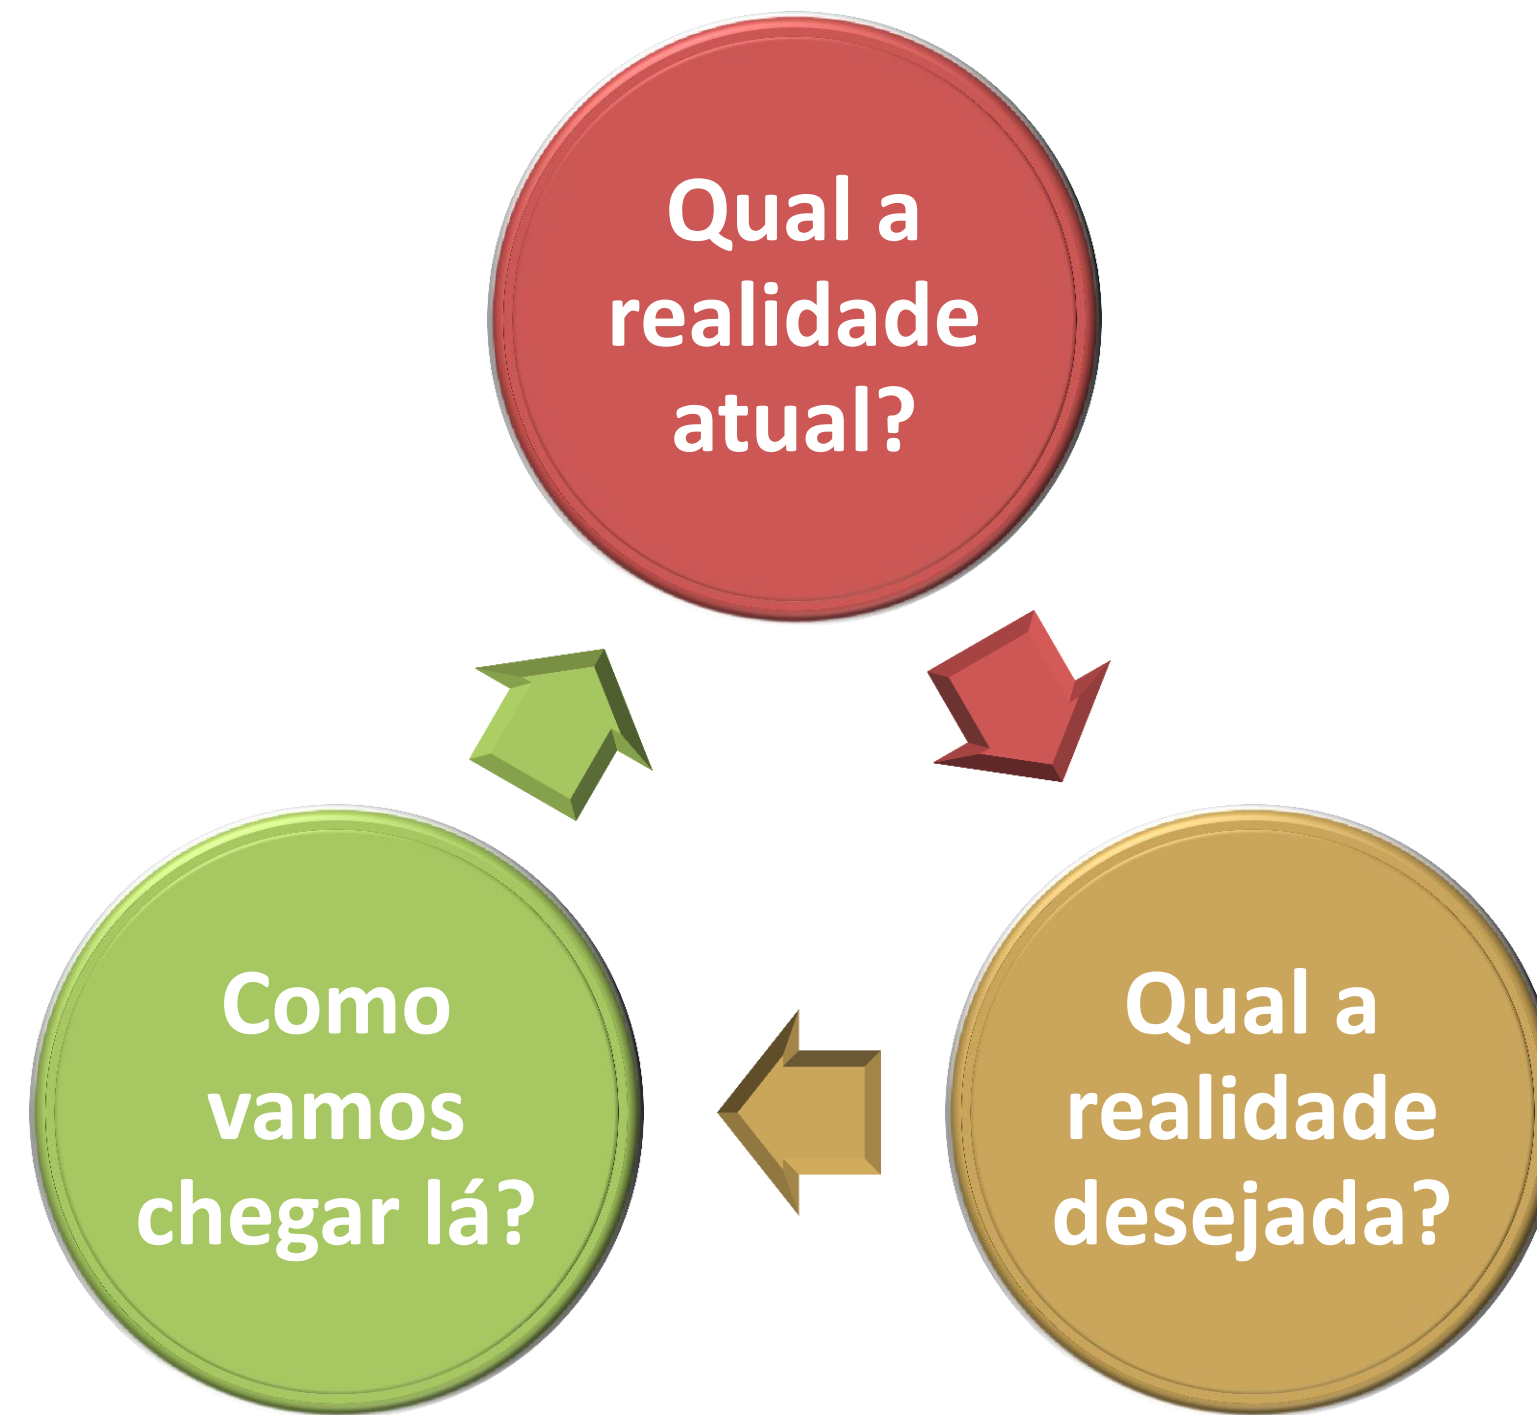 Qual a
realidade
atual?
Qual a
realidade
desejada?
Como
vamos
chegar lá?